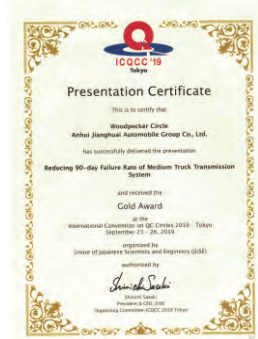 ICQCC'19
Tokyo
Presentation Certificate
This is to certify that
Woodpecker Circle
Anhui Jianghuai Automobile Group Co., Ltd.
has successfully delivered the presentation
Reducing 90-day Failure Rate of Medium Truck Transmission
System
and received the
Gold Award
at the
International Convention on QC Circles 2019 - Tokyo
September 23 - 26, 2019
organized by
Union of Japanese Scientists and Engineers (JUSE)
authorized by
Shinichi Sasaki
Shinichi Sasaki
President & CEO, JUSE
Organizing Committee-ICQCC 2019 Tokyo